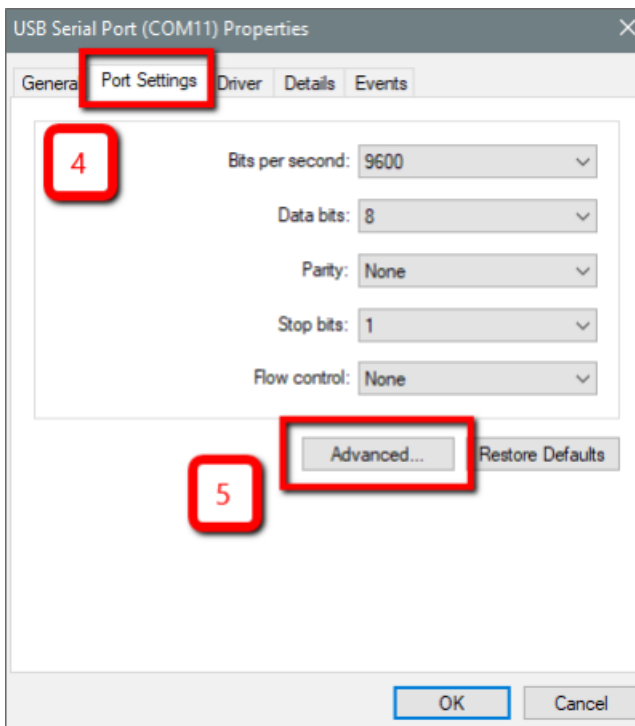 USB Serial Port (COM11) Properties
General Port Settings Driver Details Events
4
Bits per second: 9600
Data bits: 8
Parity: None
Stop bits: 1
Flow control: None
Advanced... Restore Defaults
5
OK Cancel